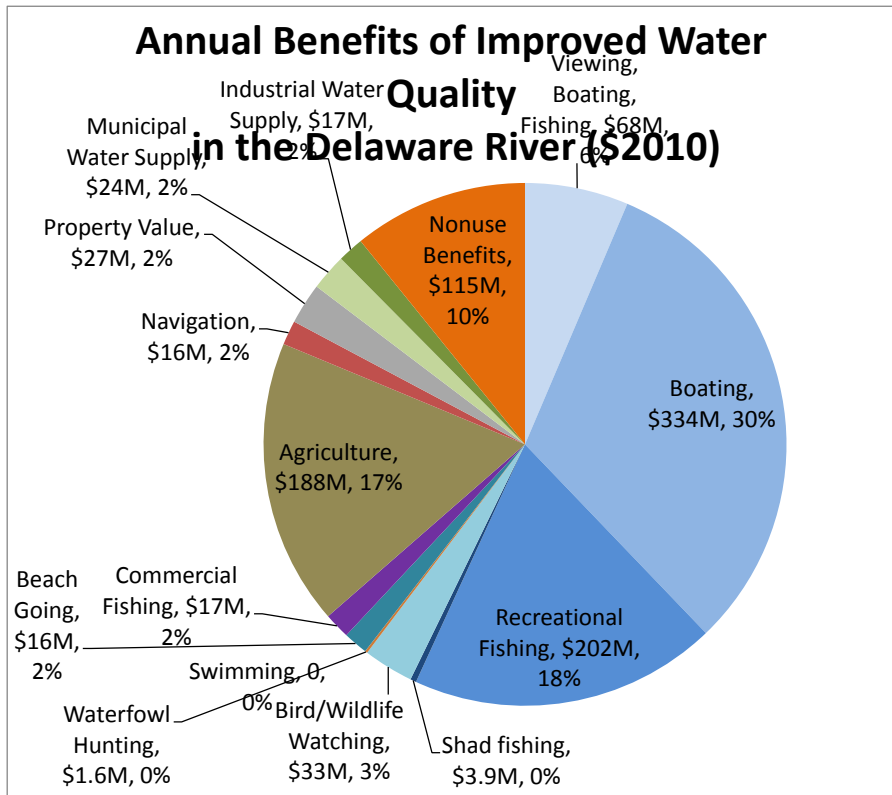 Annual Benefits of Improved Water
Quality
in the Delaware River ($2010)
Viewing,
Boating,
Fishing, $68M,
6%
Boating,
$334M, 30%
Recreational
Fishing, $202M,
18%
Shad fishing,
$3.9M, 0%
Bird/Wildlife
Watching,
$33M, 3%
Waterfowl
Hunting,
$1.6M, 0%
Swimming, 0,
0%
Beach
Going,
$16M,
2%
Commercial
Fishing, $17M,
2%
Agriculture,
$188M, 17%
Navigation,
$16M, 2%
Property Value,
$27M, 2%
Municipal
Water Supply,
$24M, 2%
Industrial Water
Supply, $17M,
2%
Nonuse
Benefits,
$115M,
10%